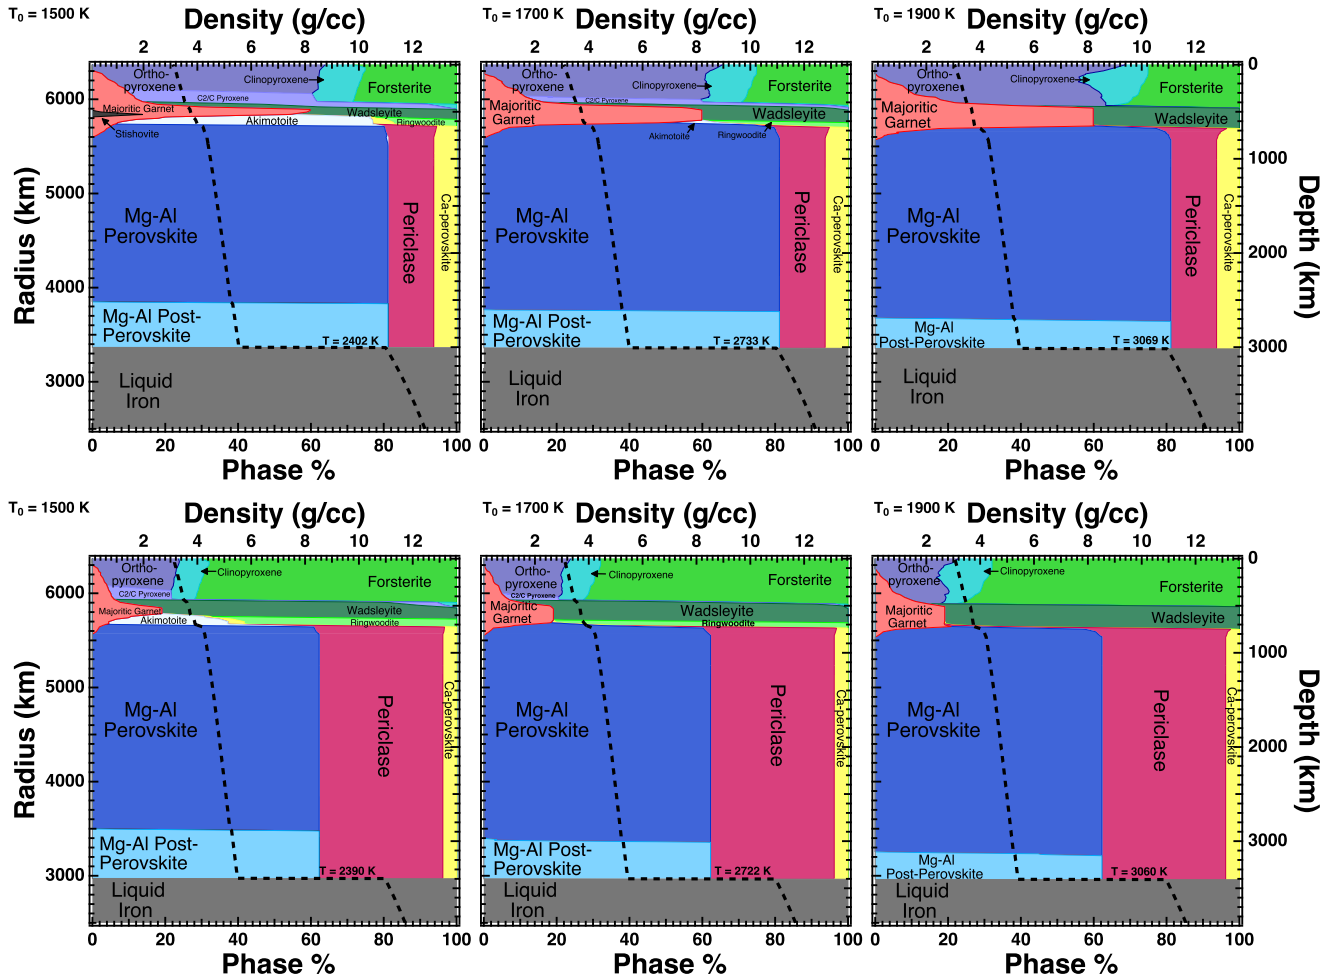 T₀ = 1500 K
Density (g/cc)
2 4 6 8 10 12
Ortho-
pyroxene
Clinopyroxene
Forsterite
C2/C Pyroxene
Majoritic Garnet
Wadsleyite
Akimotoite
Ringwoodite
Stishovite
Mg-Al
Perovskite
Periclase
Ca-perovskite
Mg-Al Post-
Perovskite
T = 2402 K
Liquid
Iron
Radius (km)
6000
5000
4000
3000
0 20 40 60 80 100
Phase %
T₀ = 1700 K
Density (g/cc)
2 4 6 8 10 12
Ortho-
pyroxene
Clinopyroxene
Forsterite
C2/C Pyroxene
Majoritic
Garnet
Wadsleyite
Akimotoite
Ringwoodite
Mg-Al
Perovskite
Periclase
Ca-perovskite
Mg-Al Post-
Perovskite
T = 2733 K
Liquid
Iron
0 20 40 60 80 100
Phase %
T₀ = 1900 K
Density (g/cc)
2 4 6 8 10 12
Ortho-
pyroxene
Clinopyroxene
Forsterite
Majoritic
Garnet
Wadsleyite
Mg-Al
Perovskite
Periclase
Ca-perovskite
Mg-Al
Post-Perovskite
T = 3069 K
Liquid
Iron
0
1000
2000
3000
Depth (km)
0 20 40 60 80 100
Phase %
T₀ = 1500 K
Density (g/cc)
2 4 6 8 10 12
Ortho-
pyroxene
Clinopyroxene
Forsterite
C2/C Pyroxene
Majoritic Garnet
Wadsleyite
Akimotoite
Ringwoodite
Mg-Al
Perovskite
Periclase
Ca-perovskite
Mg-Al Post-
Perovskite
T = 2390 K
Liquid
Iron
Radius (km)
6000
5000
4000
3000
0 20 40 60 80 100
Phase %
T₀ = 1700 K
Density (g/cc)
2 4 6 8 10 12
Ortho-
pyroxene
Clinopyroxene
Forsterite
C2/C Pyroxene
Majoritic
Garnet
Wadsleyite
Ringwoodite
Mg-Al
Perovskite
Periclase
Ca-perovskite
Mg-Al Post-
Perovskite
T = 2722 K
Liquid
Iron
0 20 40 60 80 100
Phase %
T₀ = 1900 K
Density (g/cc)
2 4 6 8 10 12
Ortho-
pyroxene
Clinopyroxene
Forsterite
Majoritic
Garnet
Wadsleyite
Mg-Al
Perovskite
Periclase
Ca-perovskite
Mg-Al
Post-Perovskite
T = 3060 K
Liquid
Iron
0
1000
2000
3000
Depth (km)
0 20 40 60 80 100
Phase %